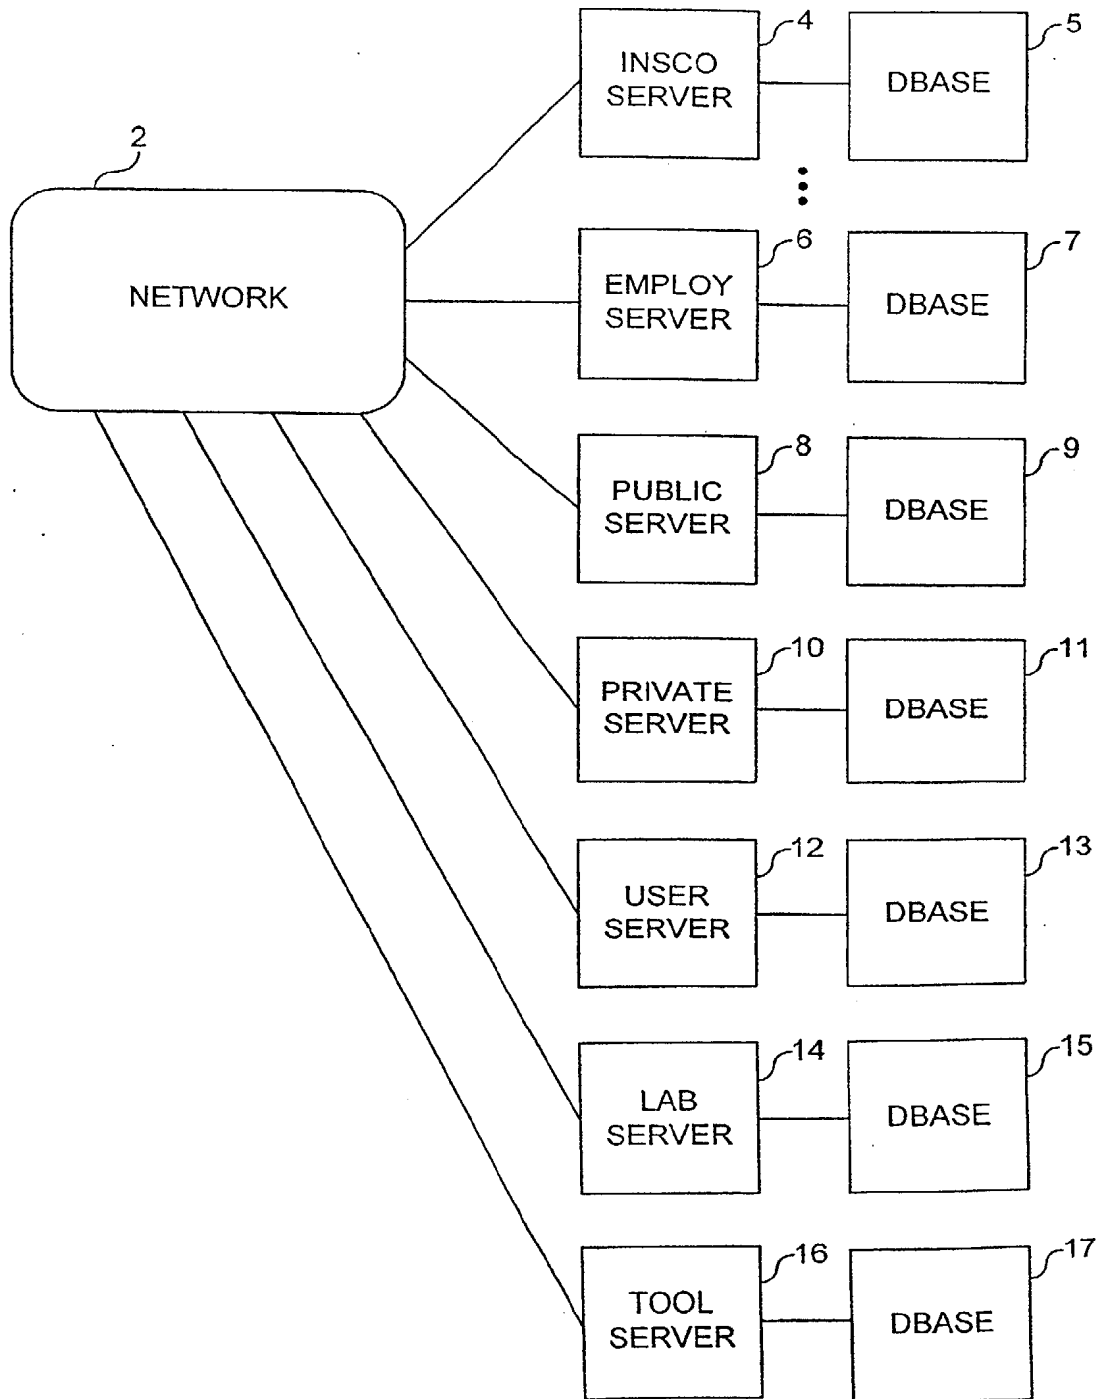 4
5
INSCO
SERVER
DBASE
2
NETWORK
6
7
EMPLOY
SERVER
DBASE
8
9
PUBLIC
SERVER
DBASE
10
11
PRIVATE
SERVER
DBASE
12
13
USER
SERVER
DBASE
14
15
LAB
SERVER
DBASE
16
17
TOOL
SERVER
DBASE